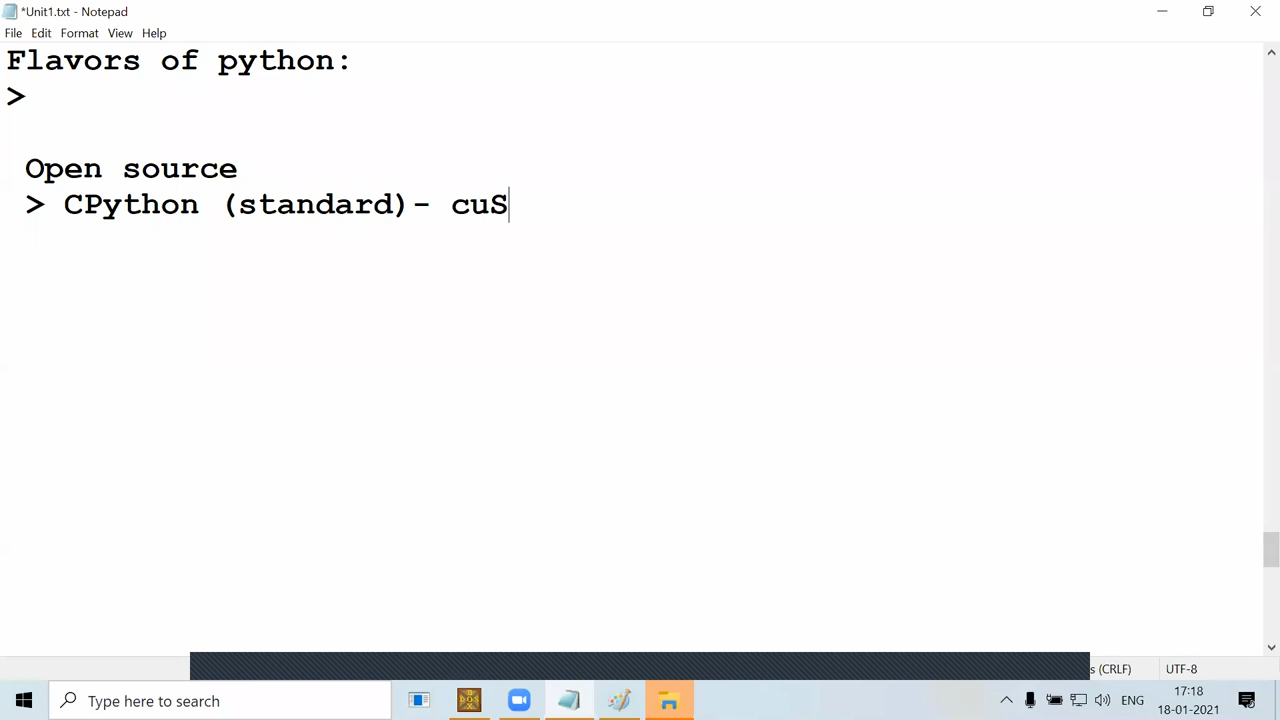 *Unit1.txt - Notepad
File Edit Format View Help
Flavors of python:
>
Open source
> CPython (standard)- cuS
s (CRLF) UTF-8
Type here to search
ENG
17:18
18-01-2021